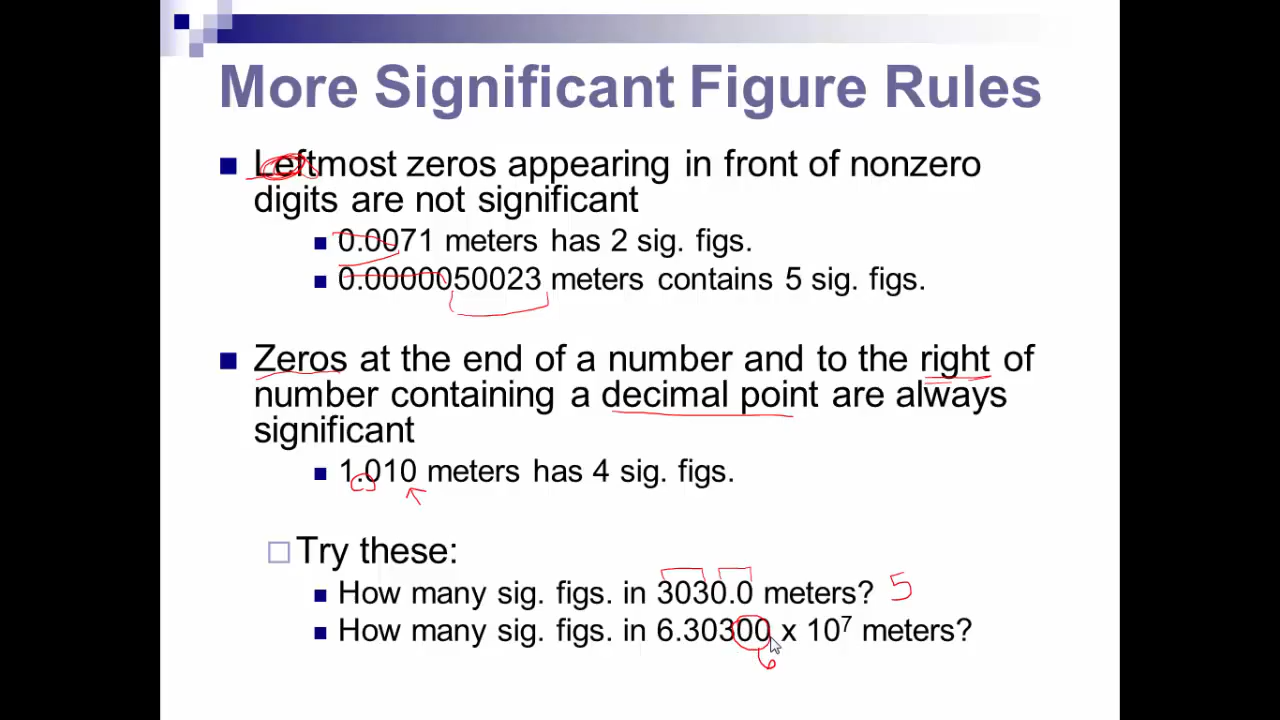 More Significant Figure Rules
Leftmost zeros appearing in front of nonzero
digits are not significant
0.0071 meters has 2 sig. figs.
0.0000050023 meters contains 5 sig. figs.
Zeros at the end of a number and to the right of
number containing a decimal point are always
significant
1.010 meters has 4 sig. figs.
Try these:
How many sig. figs. in 3030.0 meters? 5
How many sig. figs. in 6.30300 x 10⁷ meters?
6